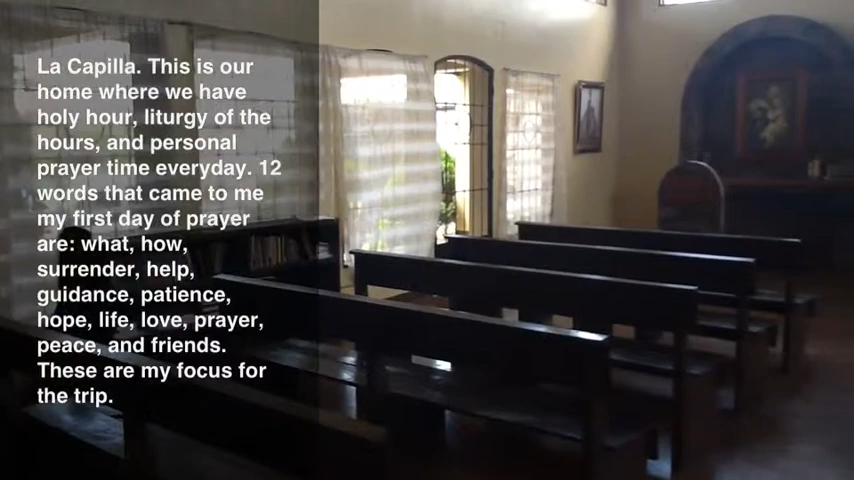 La Capilla. This is our
home where we have
holy hour, liturgy of the
hours, and personal
prayer time everyday. 12
words that came to me
my first day of prayer
are: what, how,
surrender, help,
guidance, patience,
hope, life, love, prayer,
peace, and friends.
These are my focus for
the trip.